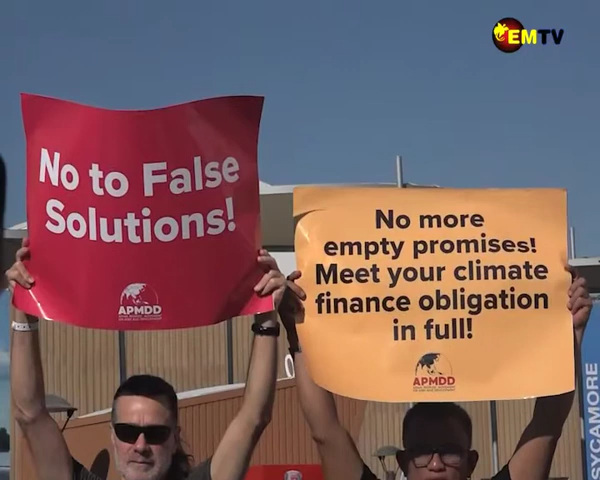 EMTV
No to False
Solutions!
APMDD
No more
empty promises!
Meet your climate
finance obligation
in full!
APMDD
SYCAMORE